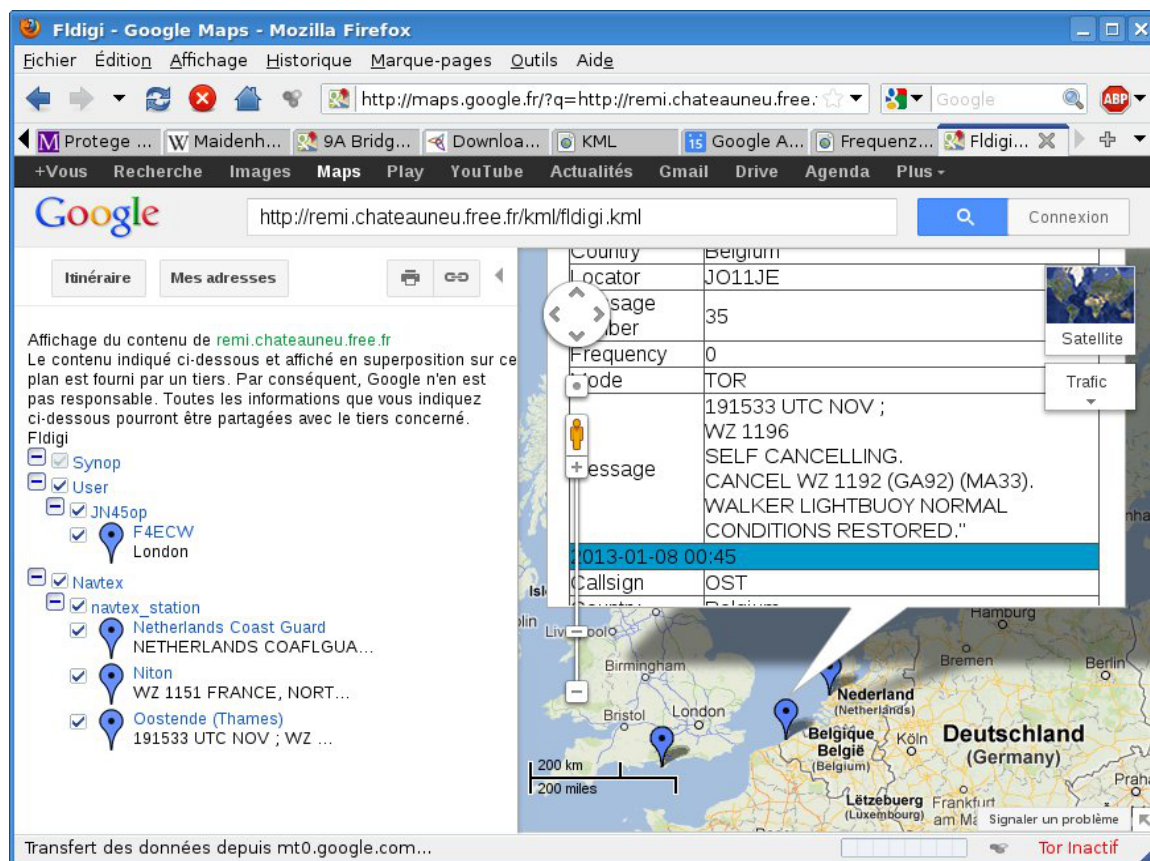 Fldigi - Google Maps - Mozilla Firefox
Fichier Édition Affichage Historique Marque-pages Outils Aide
http://maps.google.fr/?q=http://remi.chateauneu.free. Google ABP
Protege ... Maidenh... 9A Bridg... Downloa... KML Google A... Frequenz... Fldigi...
+Vous Recherche Images Maps Play YouTube Actualités Gmail Drive Agenda Plus
Google http://remi.chateauneu.free.fr/kml/fldigi.kml Connexion
Itinéraire Mes adresses
Affichage du contenu de remi.chateauneu.free.fr
Le contenu indiqué ci-dessous et affiché en superposition sur ce
plan est fourni par un tiers. Par conséquent, Google n'en est
pas responsable. Toutes les informations que vous indiquez
ci-dessous pourront être partagées avec le tiers concerné.
Fldigi
Synop
User
JN45op
F4ECW
London
Navtex
navtex_station
Netherlands Coast Guard
NETHERLANDS COAFLGUA...
Niton
WZ 1151 FRANCE, NORT...
Oostende (Thames)
191533 UTC NOV ; WZ ...
Country Belgium
Locator JO11JE
35
Frequency 0
Mode TOR
Message
191533 UTC NOV ;
WZ 1196
SELF CANCELLING.
CANCEL WZ 1192 (GA92) (MA33).
WALKER LIGHTBUOY NORMAL
CONDITIONS RESTORED."
2013-01-08 00:45
Callsign OST
Country Belgium
Satellite
Trafic
Hamburg
Birmingham
Bremen
Berlin
Nederland
(Netherlands)
Bristol
London
Belgique
België
(Belgium)
Köln
Deutschland
(Germany)
200 km
200 miles
Lëtzebuerg
(Luxembourg)
Frankfurt
am
Signaler un problème
Transfert des données depuis mt0.google.com... Tor Inactif